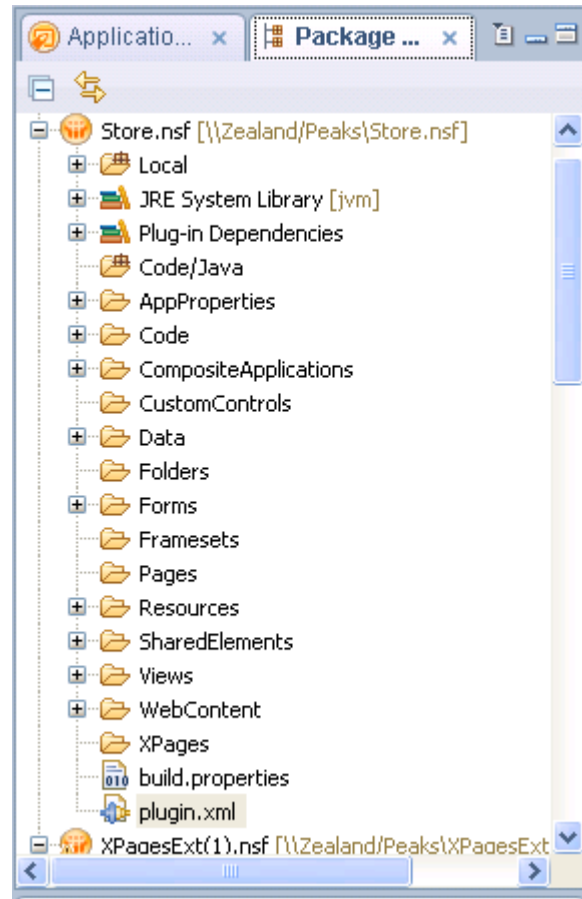 Applicatio... Package ...
Store.nsf [\\Zealand/Peaks\Store.nsf]
Local
JRE System Library [jvm]
Plug-in Dependencies
Code/Java
AppProperties
Code
CompositeApplications
CustomControls
Data
Folders
Forms
Framesets
Pages
Resources
SharedElements
Views
WebContent
XPages
010 build.properties
plugin.xml
XPagesExt(1).nsf [\\Zealand/Peaks\XPagesExt